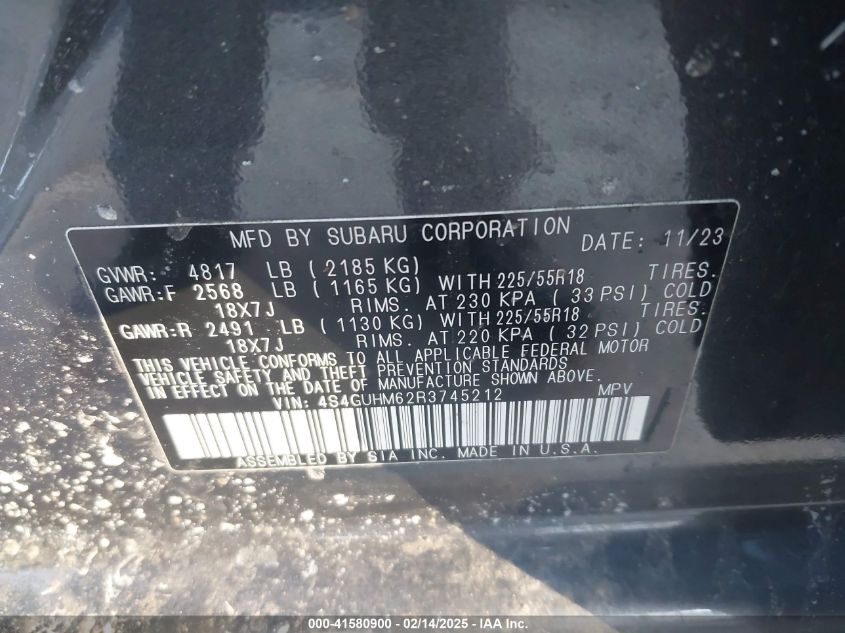 MFD BY SUBARU CORPORATION DATE: 11/23
GVWR: 4817 LB (2185 KG)
GAWR:F 2568 LB (1165 KG) WITH 225/55R18 TIRES.
18X7J RIMS. AT 230 KPA (33 PSI) COLD
GAWR:R 2491 LB (1130 KG) WITH 225/55R18 TIRES.
18X7J RIMS. AT 220 KPA (32 PSI) COLD
THIS VEHICLE CONFORMS TO ALL APPLICABLE FEDERAL MOTOR
VEHICLE SAFETY AND THEFT PREVENTION STANDARDS
IN EFFECT ON THE DATE OF MANUFACTURE SHOWN ABOVE.
VIN: 4S4GUHM62R3745212 MPV
ASSEMBLED BY SIA INC. MADE IN U.S.A.
000-41580900 - 02/14/2025 - IAA Inc.